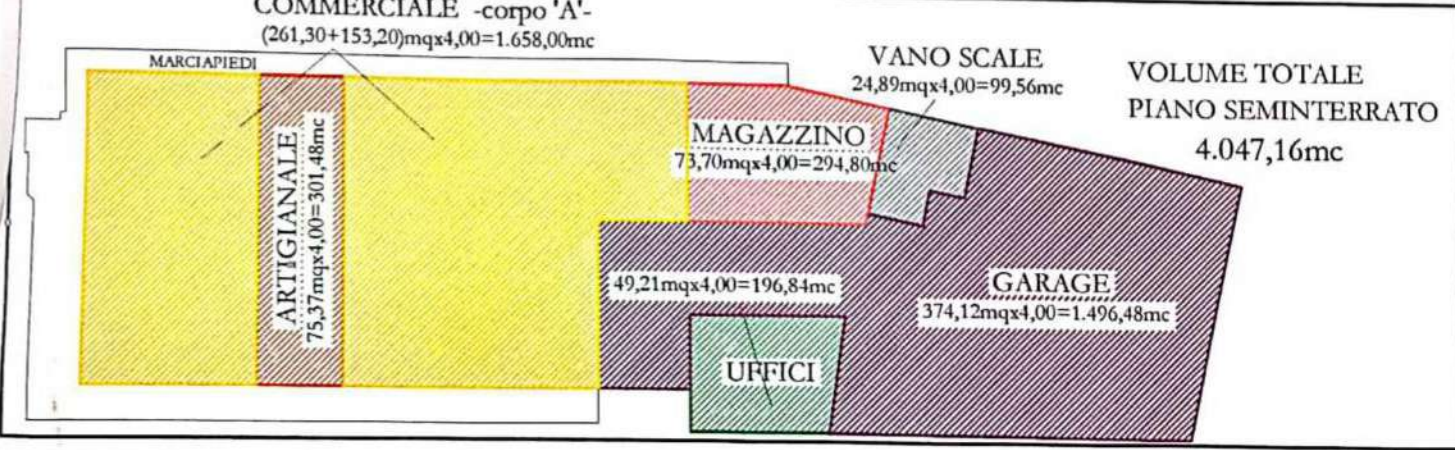 COMMERCIALE -corpo 'A'-
(261,30+153,20)mqx4,00=1.658,00mc
MARCIAPIEDI
VANO SCALE
24,89mqx4,00=99,56mc
VOLUME TOTALE
PIANO SEMINTERRATO
4.047,16mc
ARTIGIANALE
75,37mqx4,00=301,48mc
MAGAZZINO
73,70mqx4,00=294,80mc
49,21mqx4,00=196,84mc
UFFICI
GARAGE
374,12mqx4,00=1.496,48mc